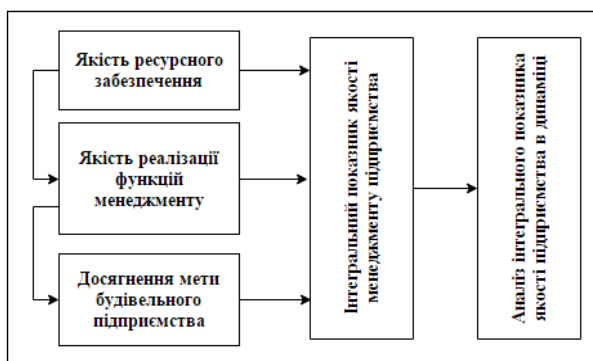 Якість ресурсного
забезпечення
Якість реалізації
функцій
менеджменту
Досягнення мети
будівельного
підприємства
Інтегральний показник якості
менеджменту підприємства
Аналіз інтегрального показника
якості підприємства в динаміці